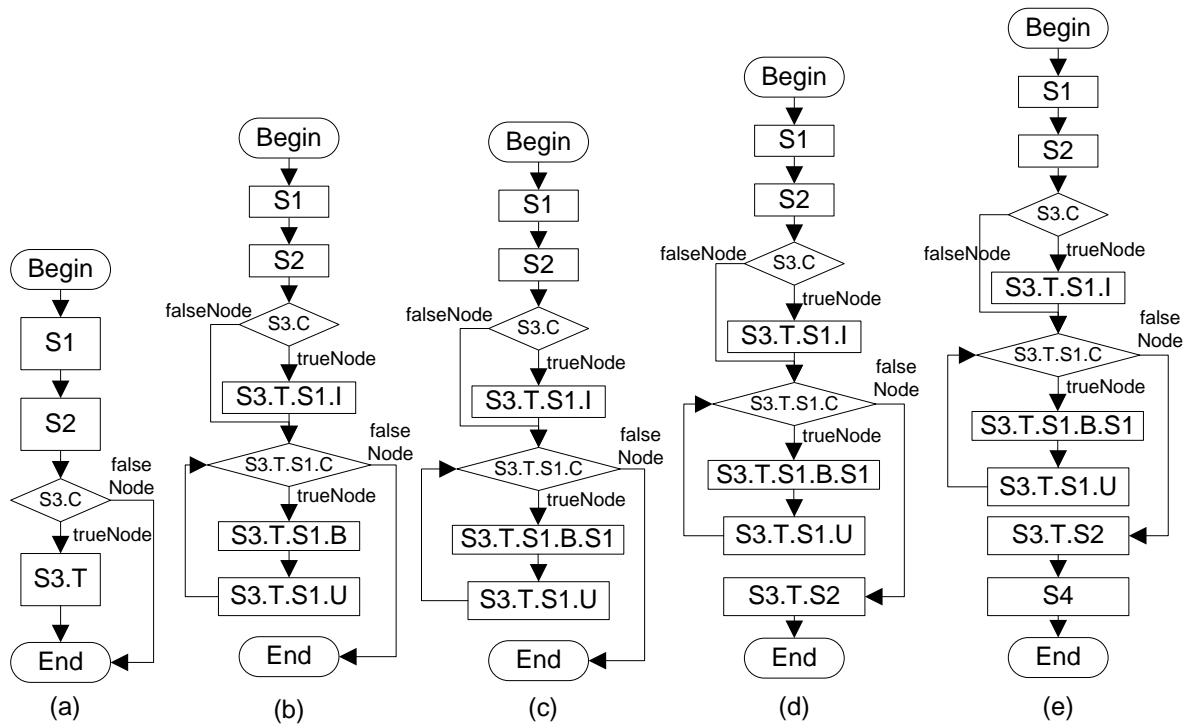 Begin
S1
S2
S3.C
false
Node
trueNode
S3.T
End
(a)
Begin
S1
S2
falseNode
S3.C
trueNode
S3.T.S1.I
S3.T.S1.C
false
Node
trueNode
S3.T.S1.B
S3.T.S1.U
End
(b)
Begin
S1
S2
falseNode
S3.C
trueNode
S3.T.S1.I
S3.T.S1.C
false
Node
trueNode
S3.T.S1.B.S1
S3.T.S1.U
End
(c)
Begin
S1
S2
falseNode
S3.C
trueNode
S3.T.S1.I
false
Node
S3.T.S1.C
trueNode
S3.T.S1.B.S1
S3.T.S1.U
S3.T.S2
End
(d)
Begin
S1
S2
S3.C
falseNode
trueNode
S3.T.S1.I
false
Node
S3.T.S1.C
trueNode
S3.T.S1.B.S1
S3.T.S1.U
S3.T.S2
S4
End
(e)